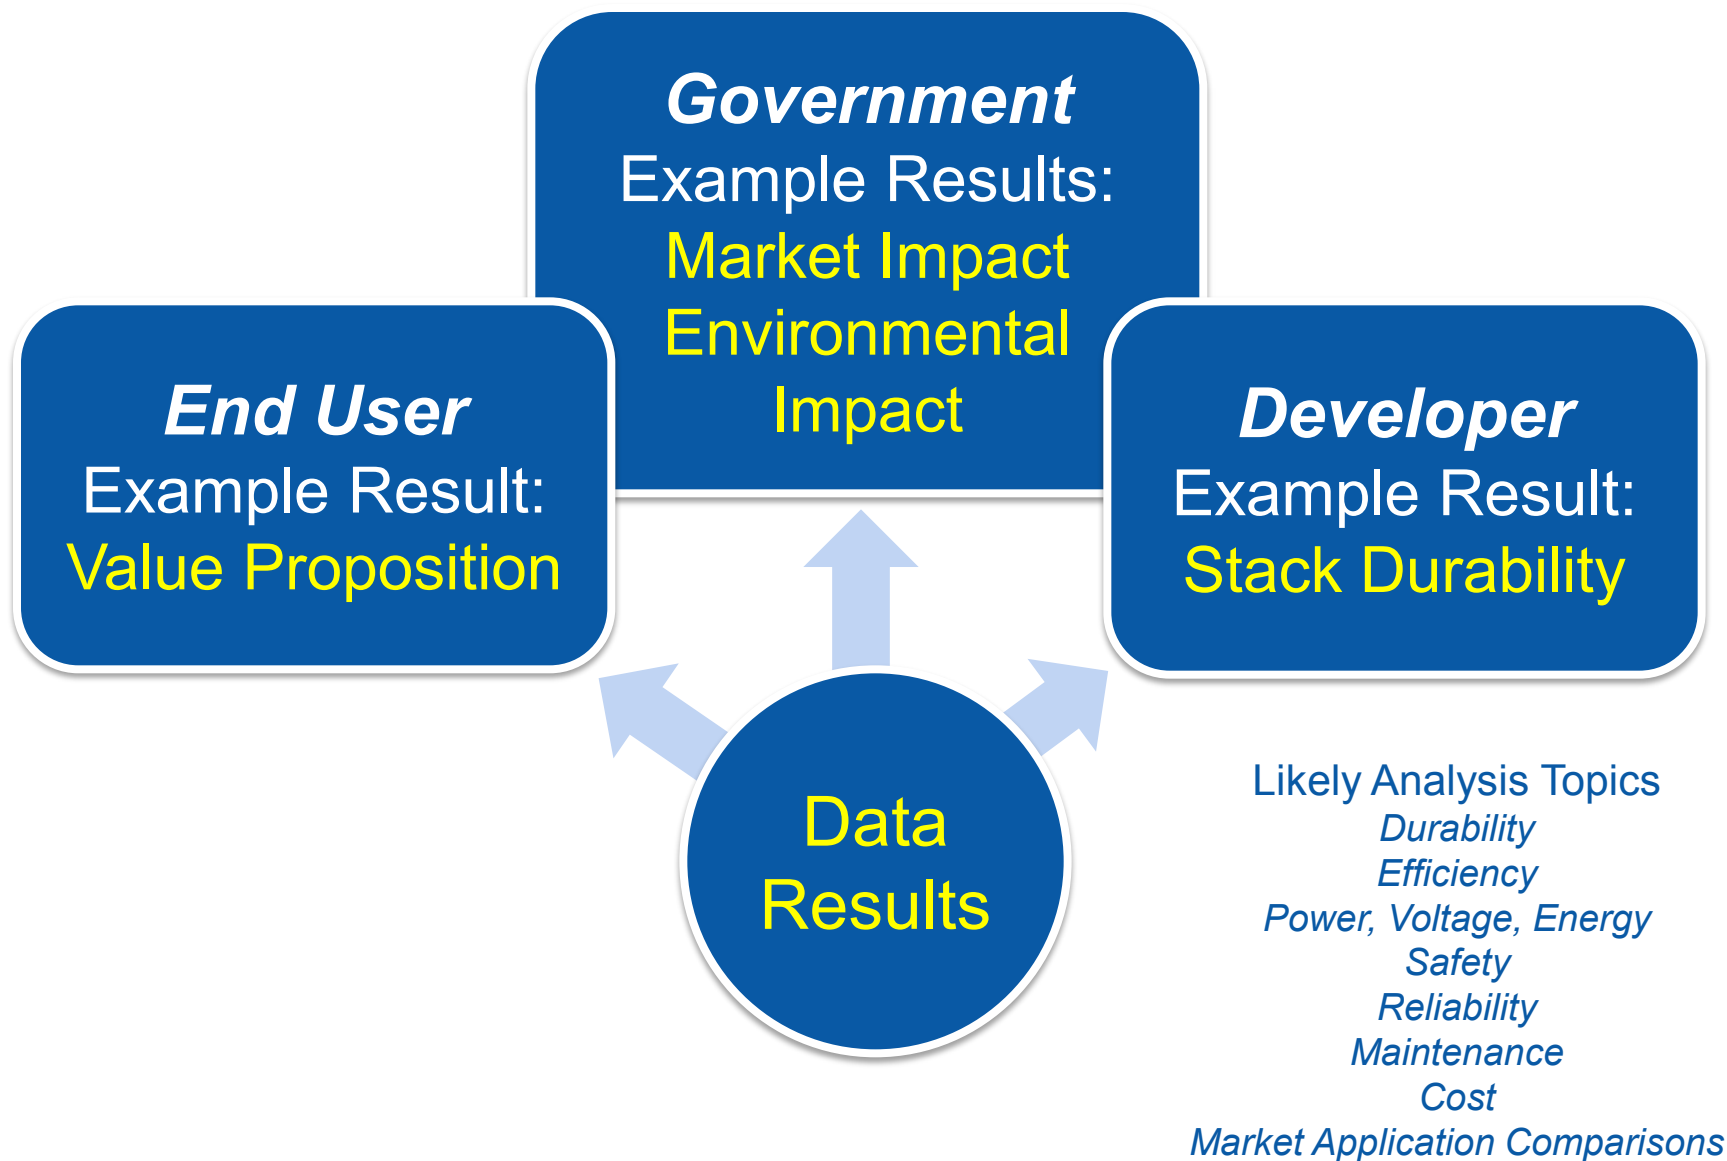 Government
Example Results:
Market Impact
Environmental
Impact
End User
Example Result:
Value Proposition
Developer
Example Result:
Stack Durability
Data
Results
Likely Analysis Topics
Durability
Efficiency
Power, Voltage, Energy
Safety
Reliability
Maintenance
Cost
Market Application Comparisons